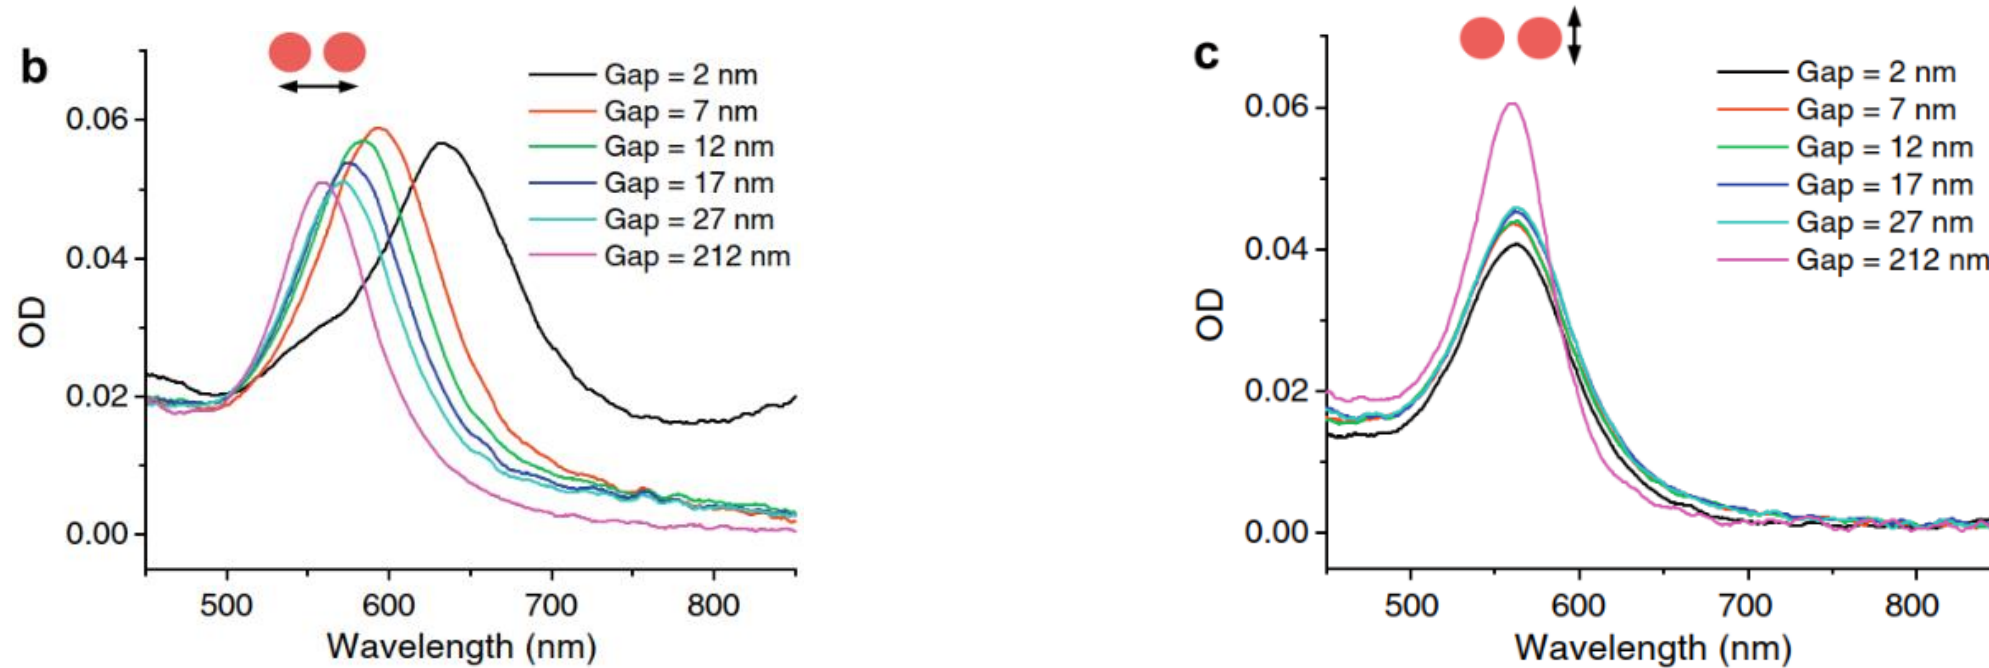 b
Gap = 2 nm
Gap = 7 nm
Gap = 12 nm
Gap = 17 nm
Gap = 27 nm
Gap = 212 nm
0.06
0.04
0.02
0.00
OD
500 600 700 800
Wavelength (nm)
c
Gap = 2 nm
Gap = 7 nm
Gap = 12 nm
Gap = 17 nm
Gap = 27 nm
Gap = 212 nm
0.06
0.04
0.02
0.00
OD
500 600 700 800
Wavelength (nm)